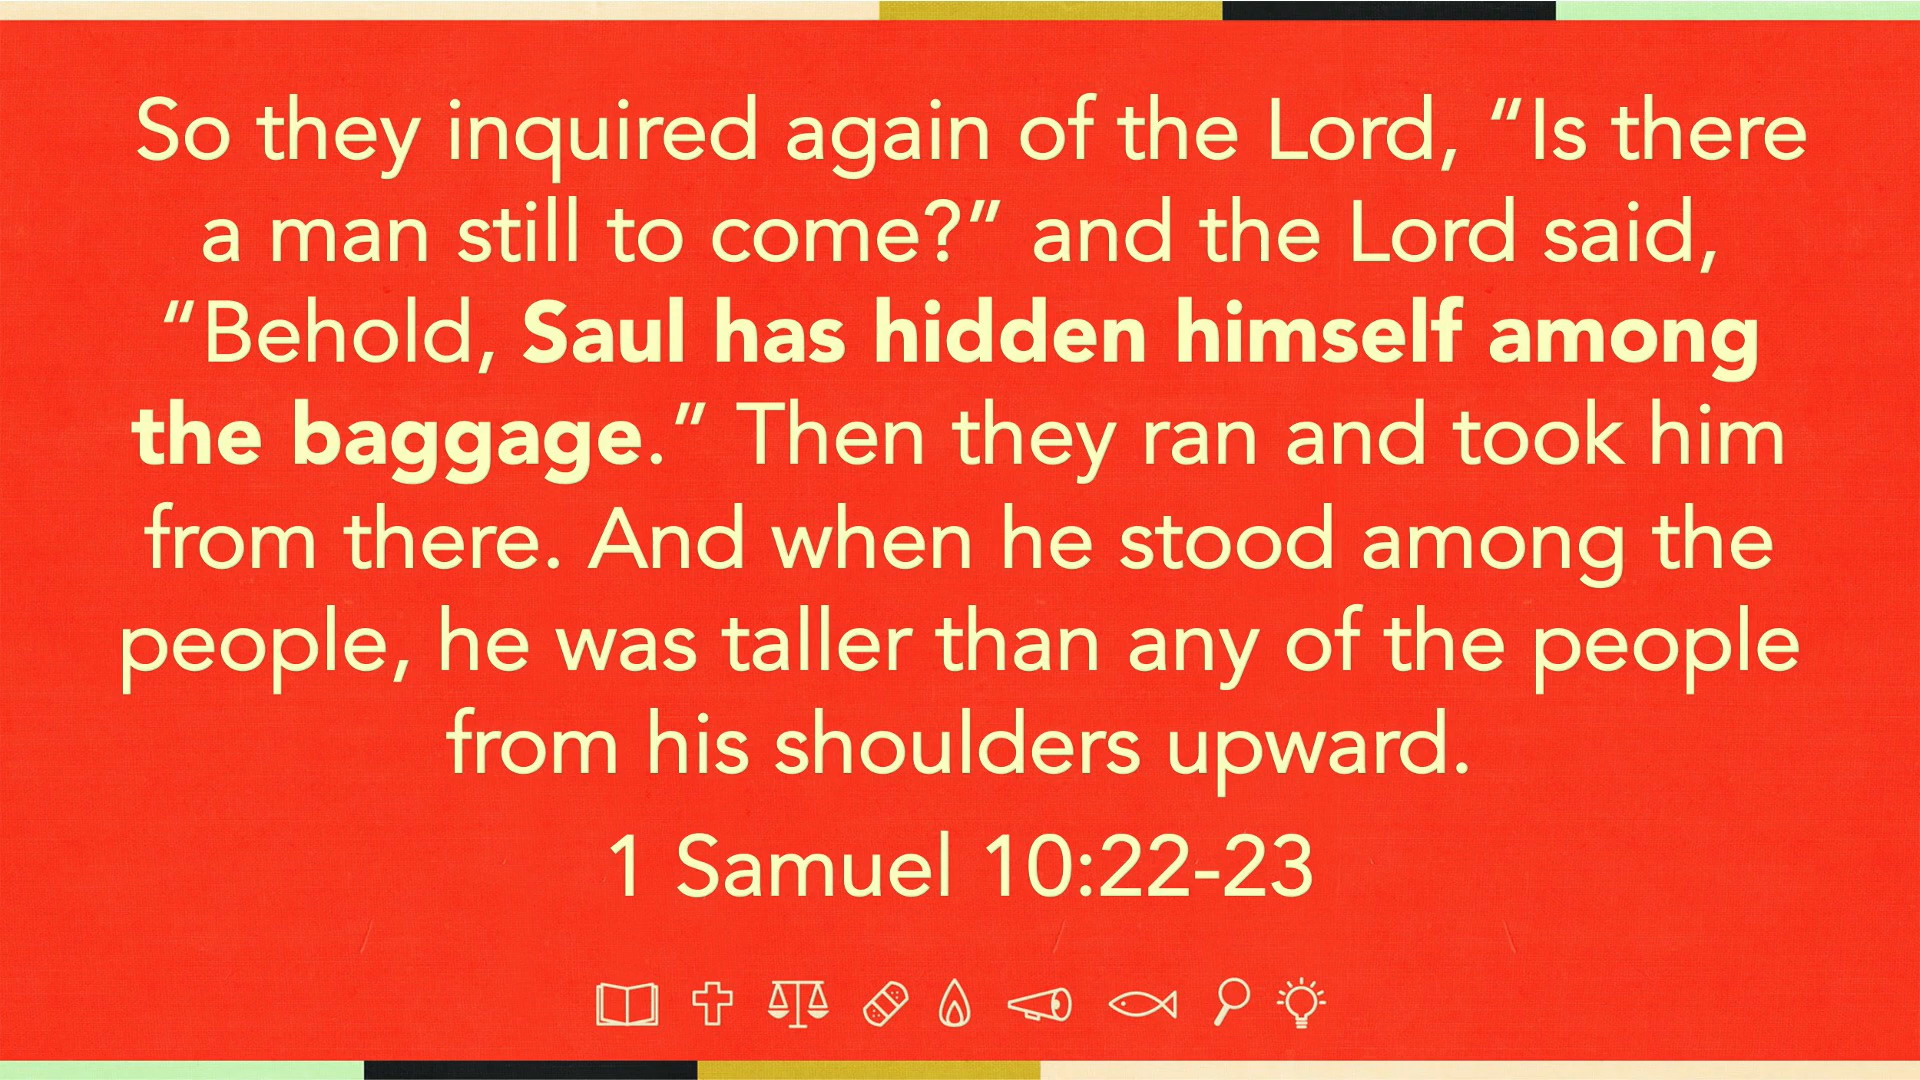 So they inquired again of the Lord, “Is there
a man still to come?” and the Lord said,
“Behold, Saul has hidden himself among
the baggage.” Then they ran and took him
from there. And when he stood among the
people, he was taller than any of the people
from his shoulders upward.
1 Samuel 10:22-23